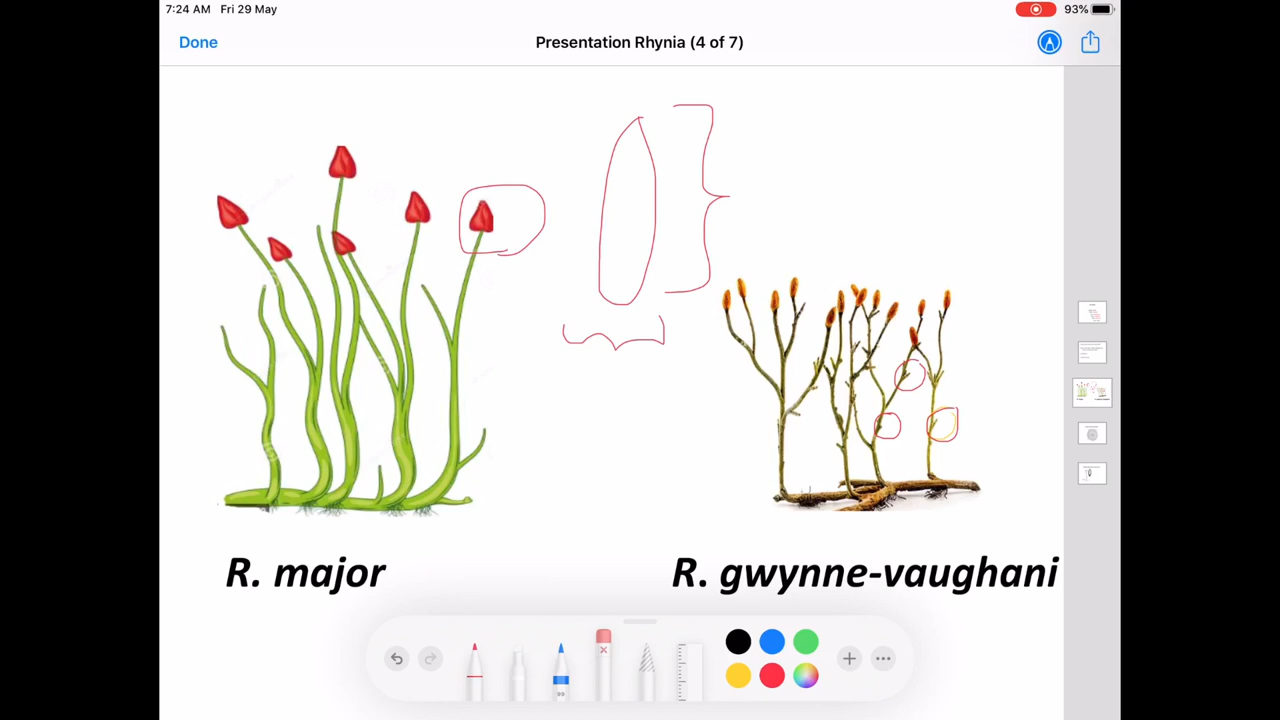 7:24 AM Fri 29 May
93%
Done
Presentation Rhynia (4 of 7)
R. major
R. gwynne-vaughani